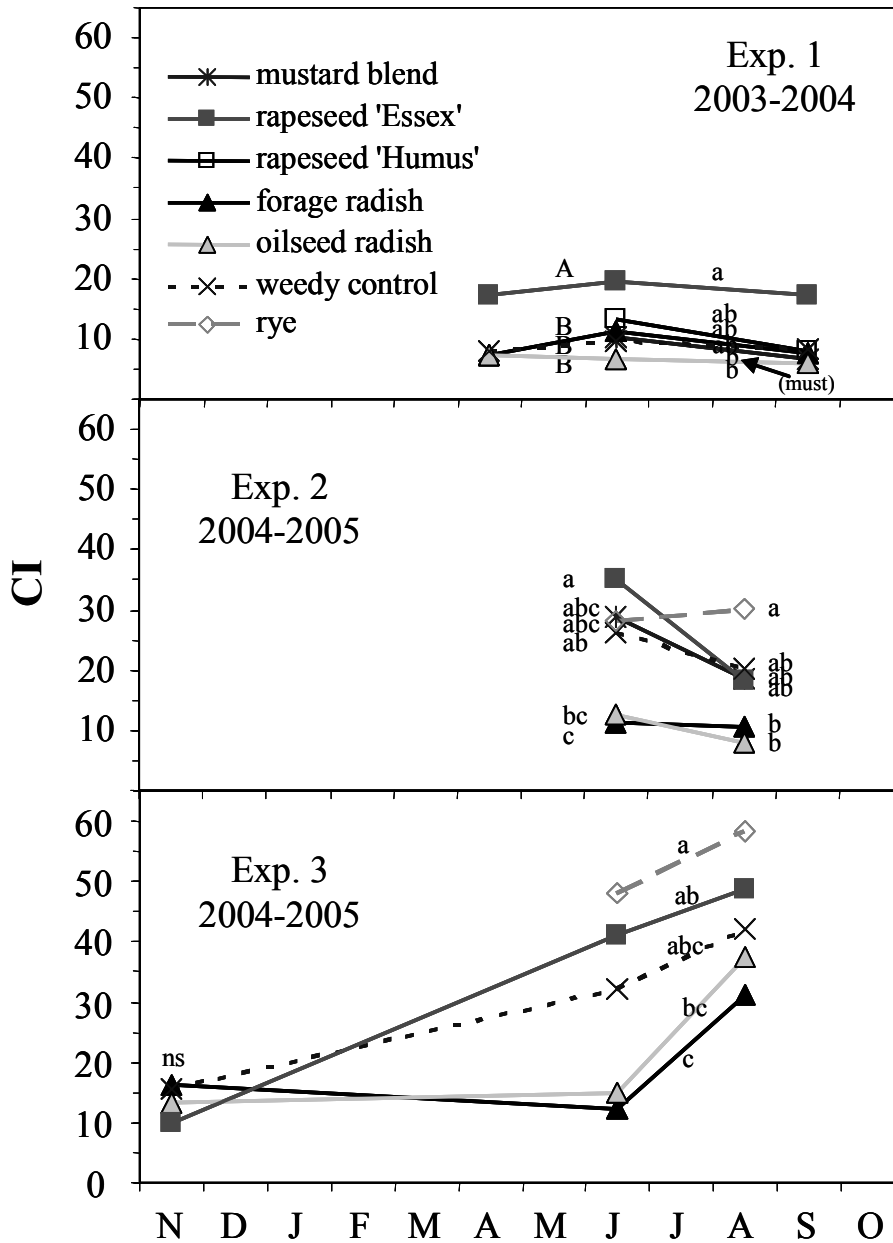 60
50
40
30
20
10
mustard blend
rapeseed 'Essex'
rapeseed 'Humus'
forage radish
oilseed radish
weedy control
rye
Exp. 1
2003-2004
A
a
B
B
B
ab
ab
ab
b
b
(must)
CI
60
50
40
30
20
10
Exp. 2
2004-2005
a
abc
abc
ab
bc
c
a
ab
ab
ab
b
b
60
50
40
30
20
10
0
Exp. 3
2004-2005
ns
a
ab
abc
bc
c
N D J F M A M J J A S O